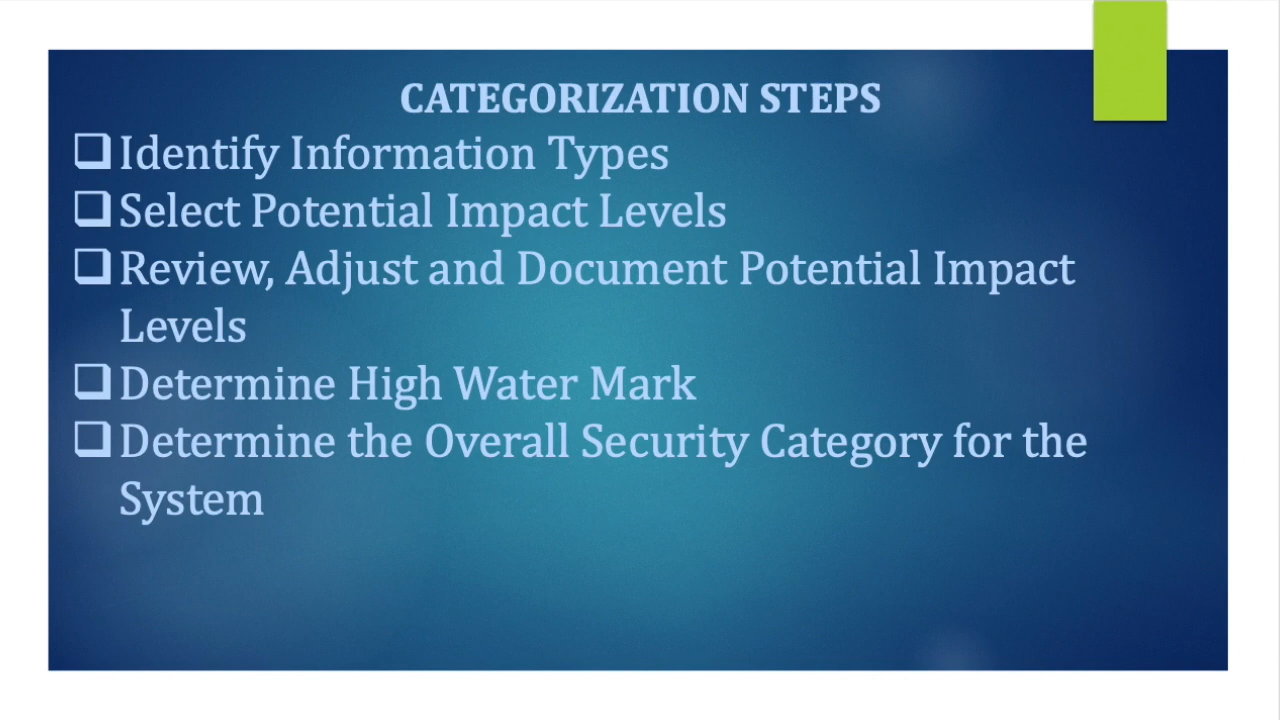 CATEGORIZATION STEPS
❑ Identify Information Types
❑ Select Potential Impact Levels
❑ Review, Adjust and Document Potential Impact
Levels
❑ Determine High Water Mark
❑ Determine the Overall Security Category for the
System